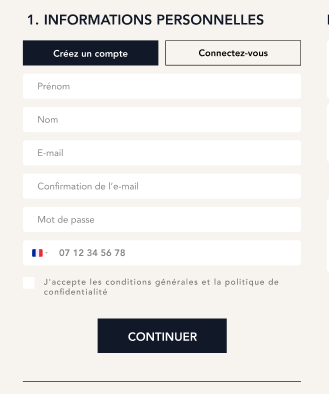 1. INFORMATIONS PERSONNELLES
Créez un compte
Connectez-vous
Prénom
Nom
E-mail
Confirmation de l'e-mail
Mot de passe
07 12 34 56 78
J'accepte les conditions générales et la politique de
confidentialité
CONTINUER